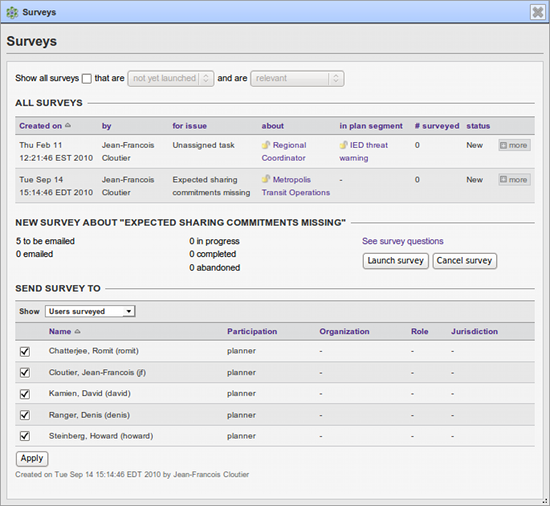 Surveys
Surveys
Show all surveys that are not yet launched and are relevant
ALL SURVEYS
Created on by for issue about in plan segment # surveyed status
Thu Feb 11 Jean-Francois Unassigned task Regional IED threat 0 New more
12:21:46 EST 2010 Cloutier Coordinator warning
Tue Sep 14 Jean-Francois Expected sharing Metropolis - 0 New more
15:14:46 EDT 2010 Cloutier commitments missing Transit Operations
NEW SURVEY ABOUT "EXPECTED SHARING COMMITMENTS MISSING"
5 to be emailed 0 in progress See survey questions
0 emailed 0 completed Launch survey Cancel survey
0 abandoned
SEND SURVEY TO
Show Users surveyed
Name Participation Organization Role Jurisdiction
Chatterjee, Romit (romit) planner - - -
Cloutier, Jean-Francois (jf) planner - - -
Kamien, David (david) planner - - -
Ranger, Denis (denis) planner - - -
Steinberg, Howard (howard) planner - - -
Apply
Created on Tue Sep 14 15:14:46 EDT 2010 by Jean-Francois Cloutier